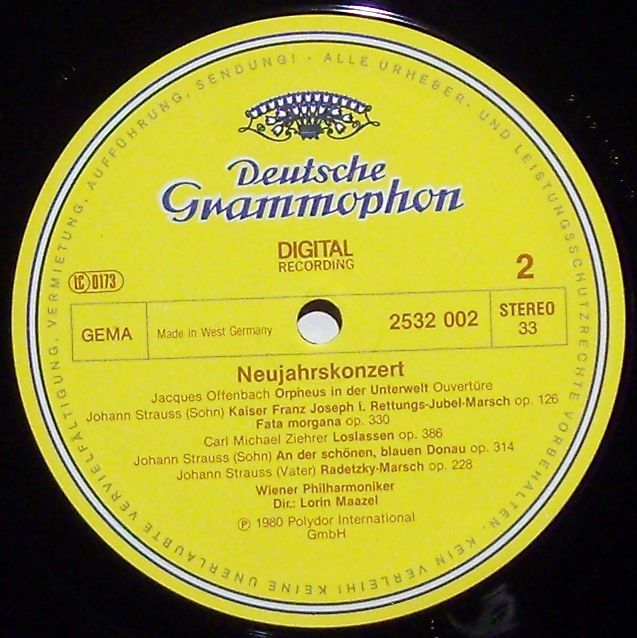 ALLE URHEBER- UND LEISTUNGSSCHUTZRECHTE VORBEHALTEN. KEIN VERLEIH! KEINE UNERLAUBTE VERVIELFÄLTIGUNG, VERMIETUNG, AUFFÜHRUNG, SENDUNG! ·
Deutsche
Grammophon
DIGITAL
RECORDING
LC 0173
2
GEMA
Made in West Germany
2532 002
STEREO
33
Neujahrskonzert
Jacques Offenbach Orpheus in der Unterwelt Ouvertüre
Johann Strauss (Sohn) Kaiser Franz Joseph I. Rettungs-Jubel-Marsch op. 126
Fata morgana op. 330
Carl Michael Ziehrer Loslassen op. 386
Johann Strauss (Sohn) An der schönen, blauen Donau op. 314
Johann Strauss (Vater) Radetzky-Marsch op. 228
Wiener Philharmoniker
Dir.: Lorin Maazel
℗ 1980 Polydor International
GmbH